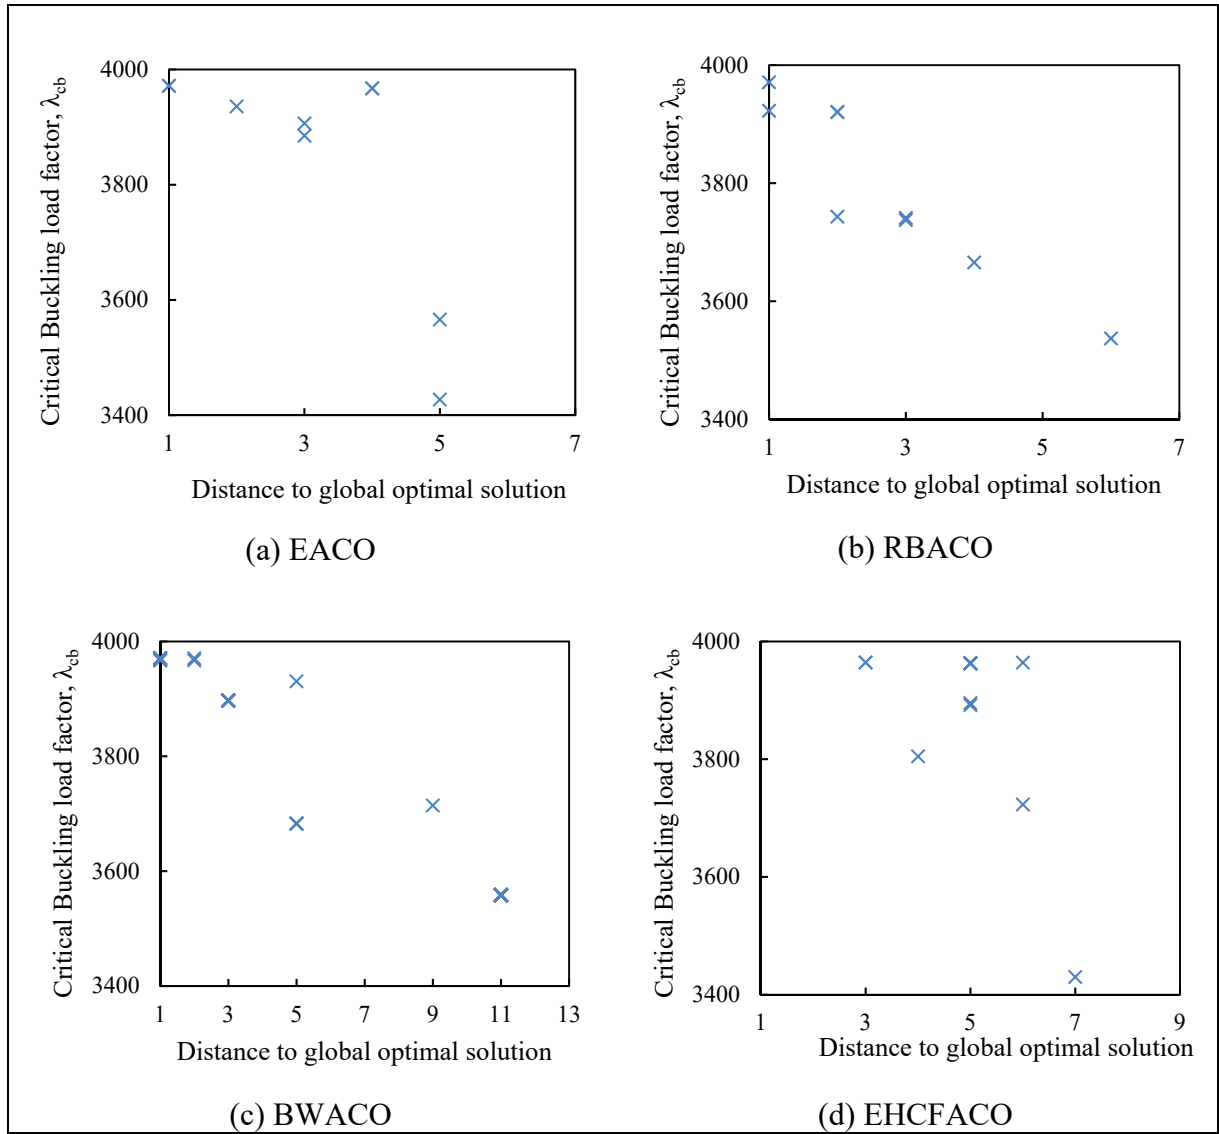 Critical Buckling load factor, λcb
4000
3800
3600
3400
1 3 5 7
Distance to global optimal solution
(a) EACO
Critical Buckling load factor, λcb
4000
3800
3600
3400
1 3 5 7
Distance to global optimal solution
(b) RBACO
Critical Buckling load factor, λcb
4000
3800
3600
3400
1 3 5 7 9 11 13
Distance to global optimal solution
(c) BWACO
Critical Buckling load factor, λcb
4000
3800
3600
3400
1 3 5 7 9
Distance to global optimal solution
(d) EHCFACO